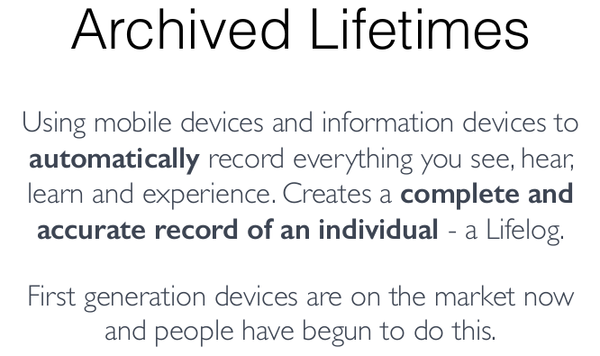 Archived Lifetimes
Using mobile devices and information devices to
automatically record everything you see, hear,
learn and experience. Creates a complete and
accurate record of an individual - a Lifelog.
First generation devices are on the market now
and people have begun to do this.